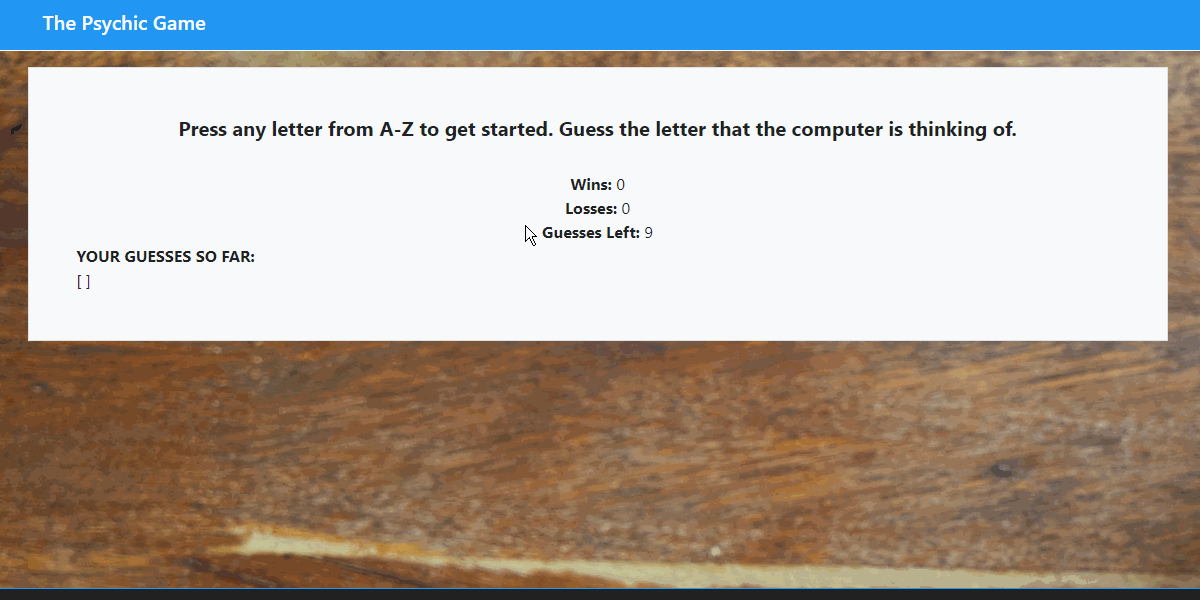 The Psychic Game
Press any letter from A-Z to get started. Guess the letter that the computer is thinking of.
Wins: 0
Losses: 0
Guesses Left: 9
YOUR GUESSES SO FAR:
[ ]